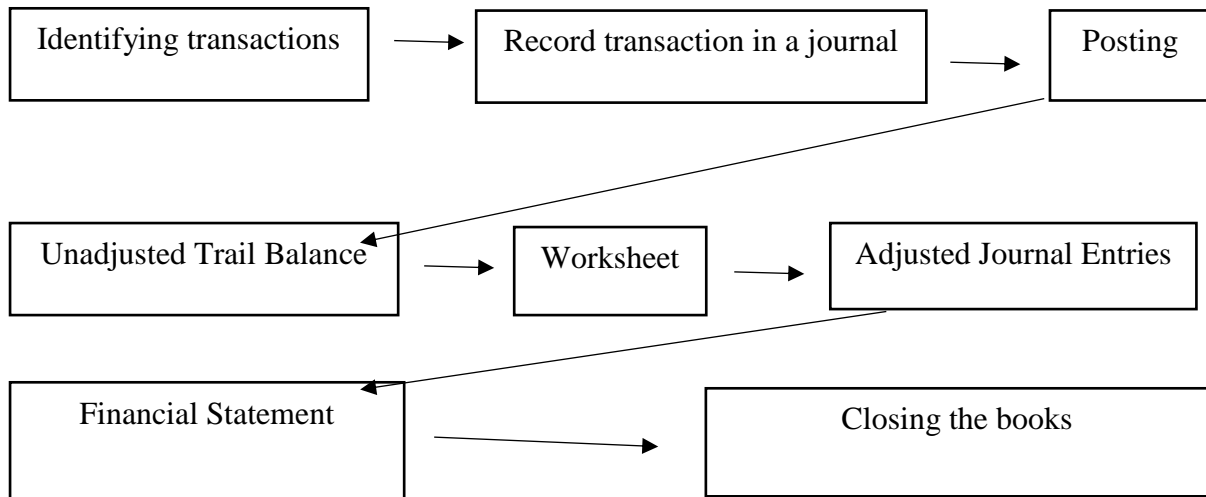 Identifying transactions
Record transaction in a journal
Posting
Unadjusted Trail Balance
Worksheet
Adjusted Journal Entries
Financial Statement
Closing the books